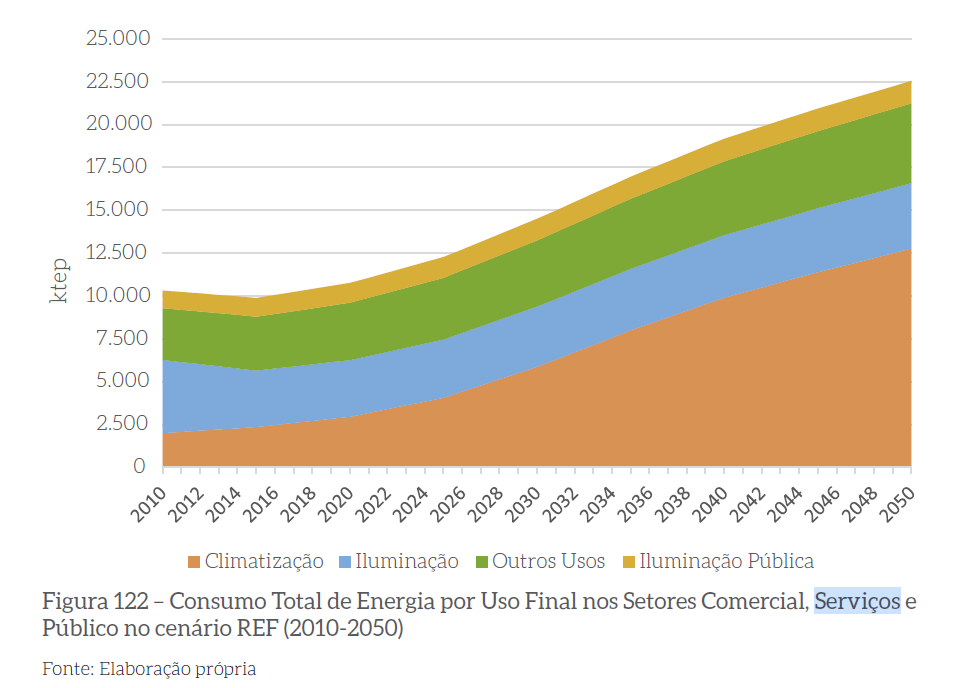 25.000
22.500
20.000
17.500
15.000
12.500
10.000
7.500
5.000
2.500
0
ktep
2010 2012 2014 2016 2018 2020 2022 2024 2026 2028 2030 2032 2034 2036 2038 2040 2042 2044 2046 2048 2050
Climatização Iluminação Outros Usos Iluminação Pública
Figura 122 – Consumo Total de Energia por Uso Final nos Setores Comercial, Serviços e
Público no cenário REF (2010-2050)
Fonte: Elaboração própria